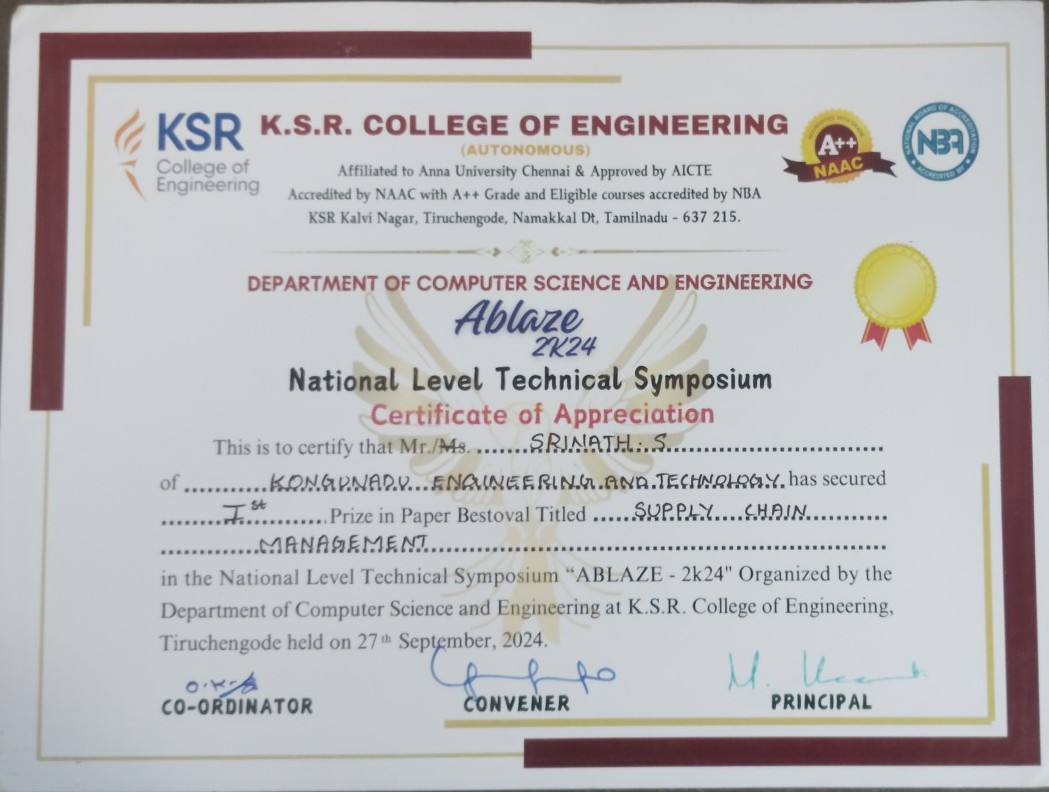 KSR
College of
Engineering
K.S.R. COLLEGE OF ENGINEERING
(AUTONOMOUS)
Affiliated to Anna University Chennai & Approved by AICTE
Accredited by NAAC with A++ Grade and Eligible courses accredited by NBA
KSR Kalvi Nagar, Tiruchengode, Namakkal Dt, Tamilnadu - 637 215.
A++
NAAC
NATIONAL BOARD OF ACCREDITATION
NBA
ACCREDITED BY
DEPARTMENT OF COMPUTER SCIENCE AND ENGINEERING
Ablaze
2K24
National Level Technical Symposium
Certificate of Appreciation
This is to certify that Mr./Ms. SRINATH. S
of KONGUNADU ENGINEERING AND TECHNOLOGY has secured
Ist Prize in Paper Bestoval Titled SUPPLY CHAIN
MANAGEMENT
in the National Level Technical Symposium "ABLAZE - 2k24" Organized by the
Department of Computer Science and Engineering at K.S.R. College of Engineering,
Tiruchengode held on 27th September, 2024.
CO-ORDINATOR
CONVENER
PRINCIPAL